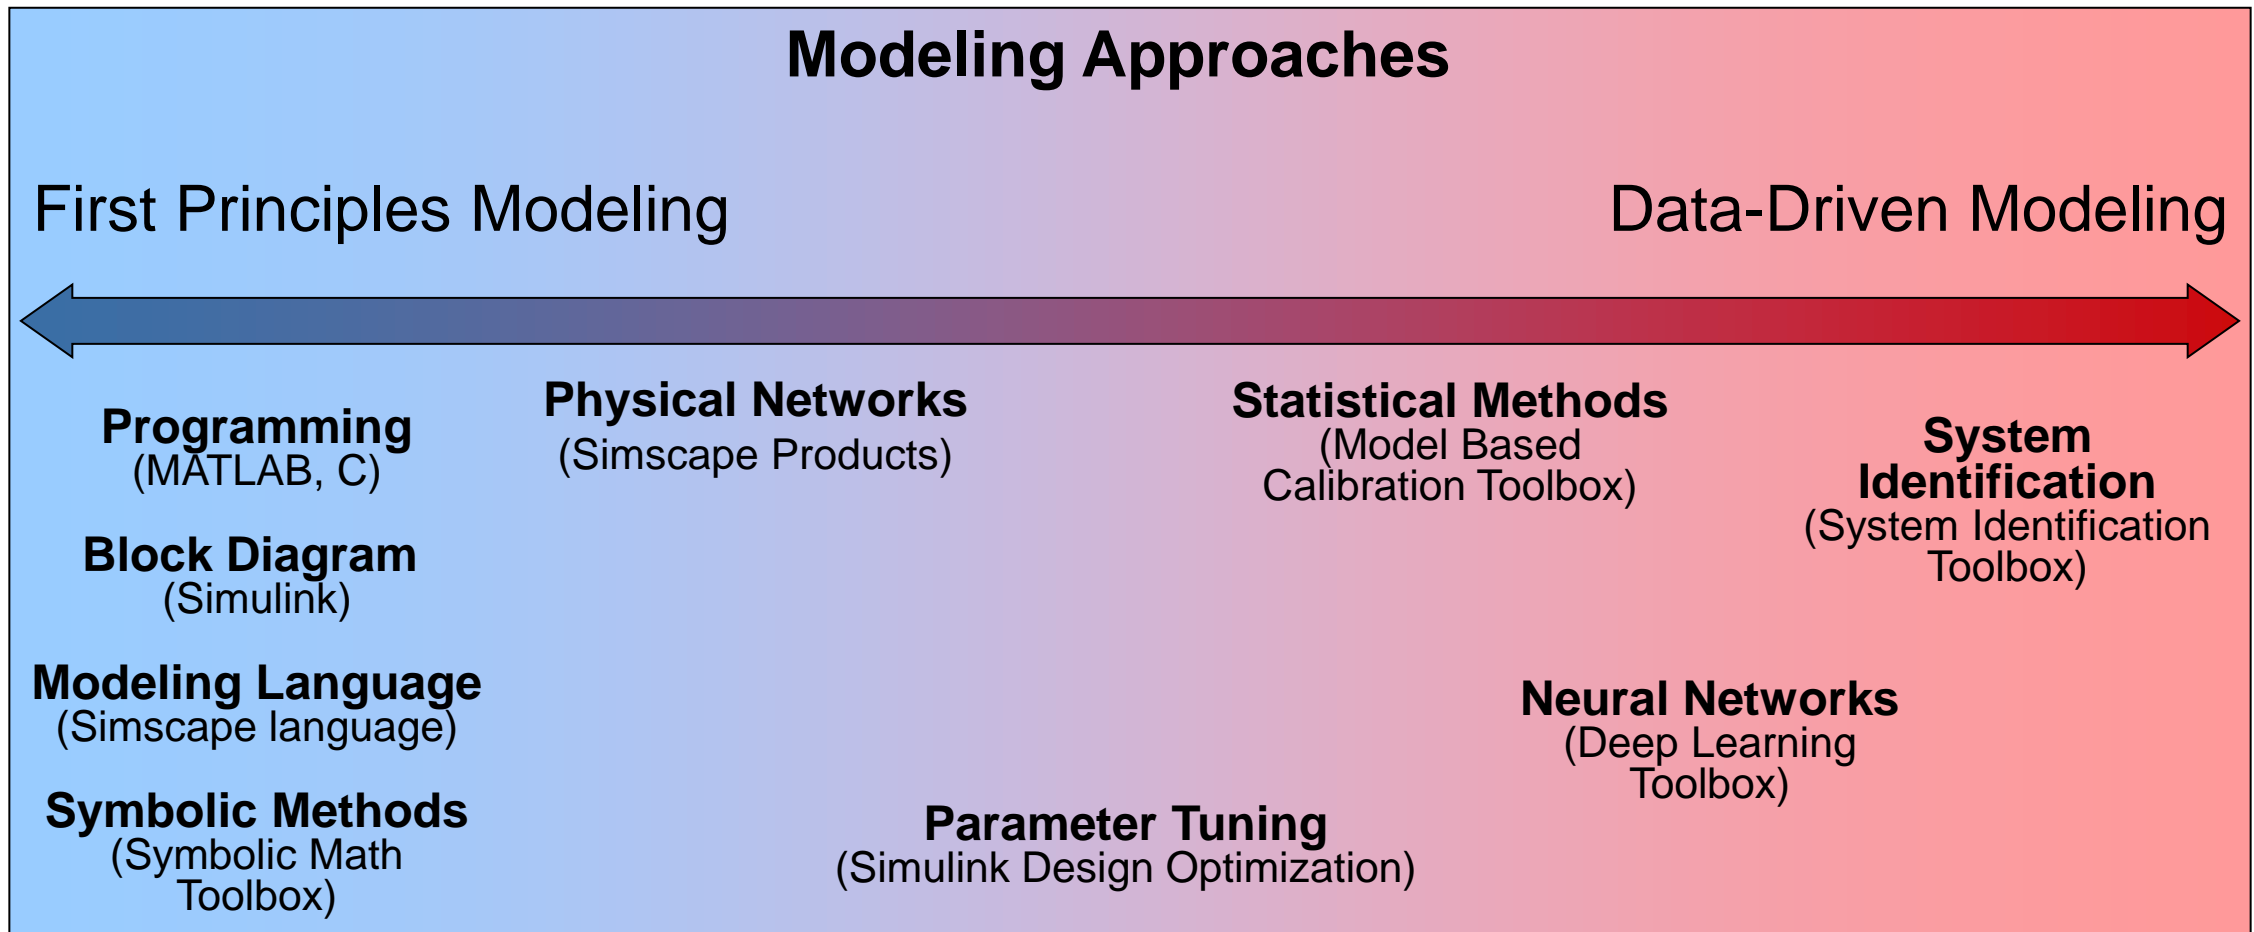 Modeling Approaches
First Principles Modeling
Data-Driven Modeling
Programming
(MATLAB, C)
Block Diagram
(Simulink)
Modeling Language
(Simscape language)
Symbolic Methods
(Symbolic Math
Toolbox)
Physical Networks
(Simscape Products)
Parameter Tuning
(Simulink Design Optimization)
Statistical Methods
(Model Based
Calibration Toolbox)
Neural Networks
(Deep Learning
Toolbox)
System
Identification
(System Identification
Toolbox)